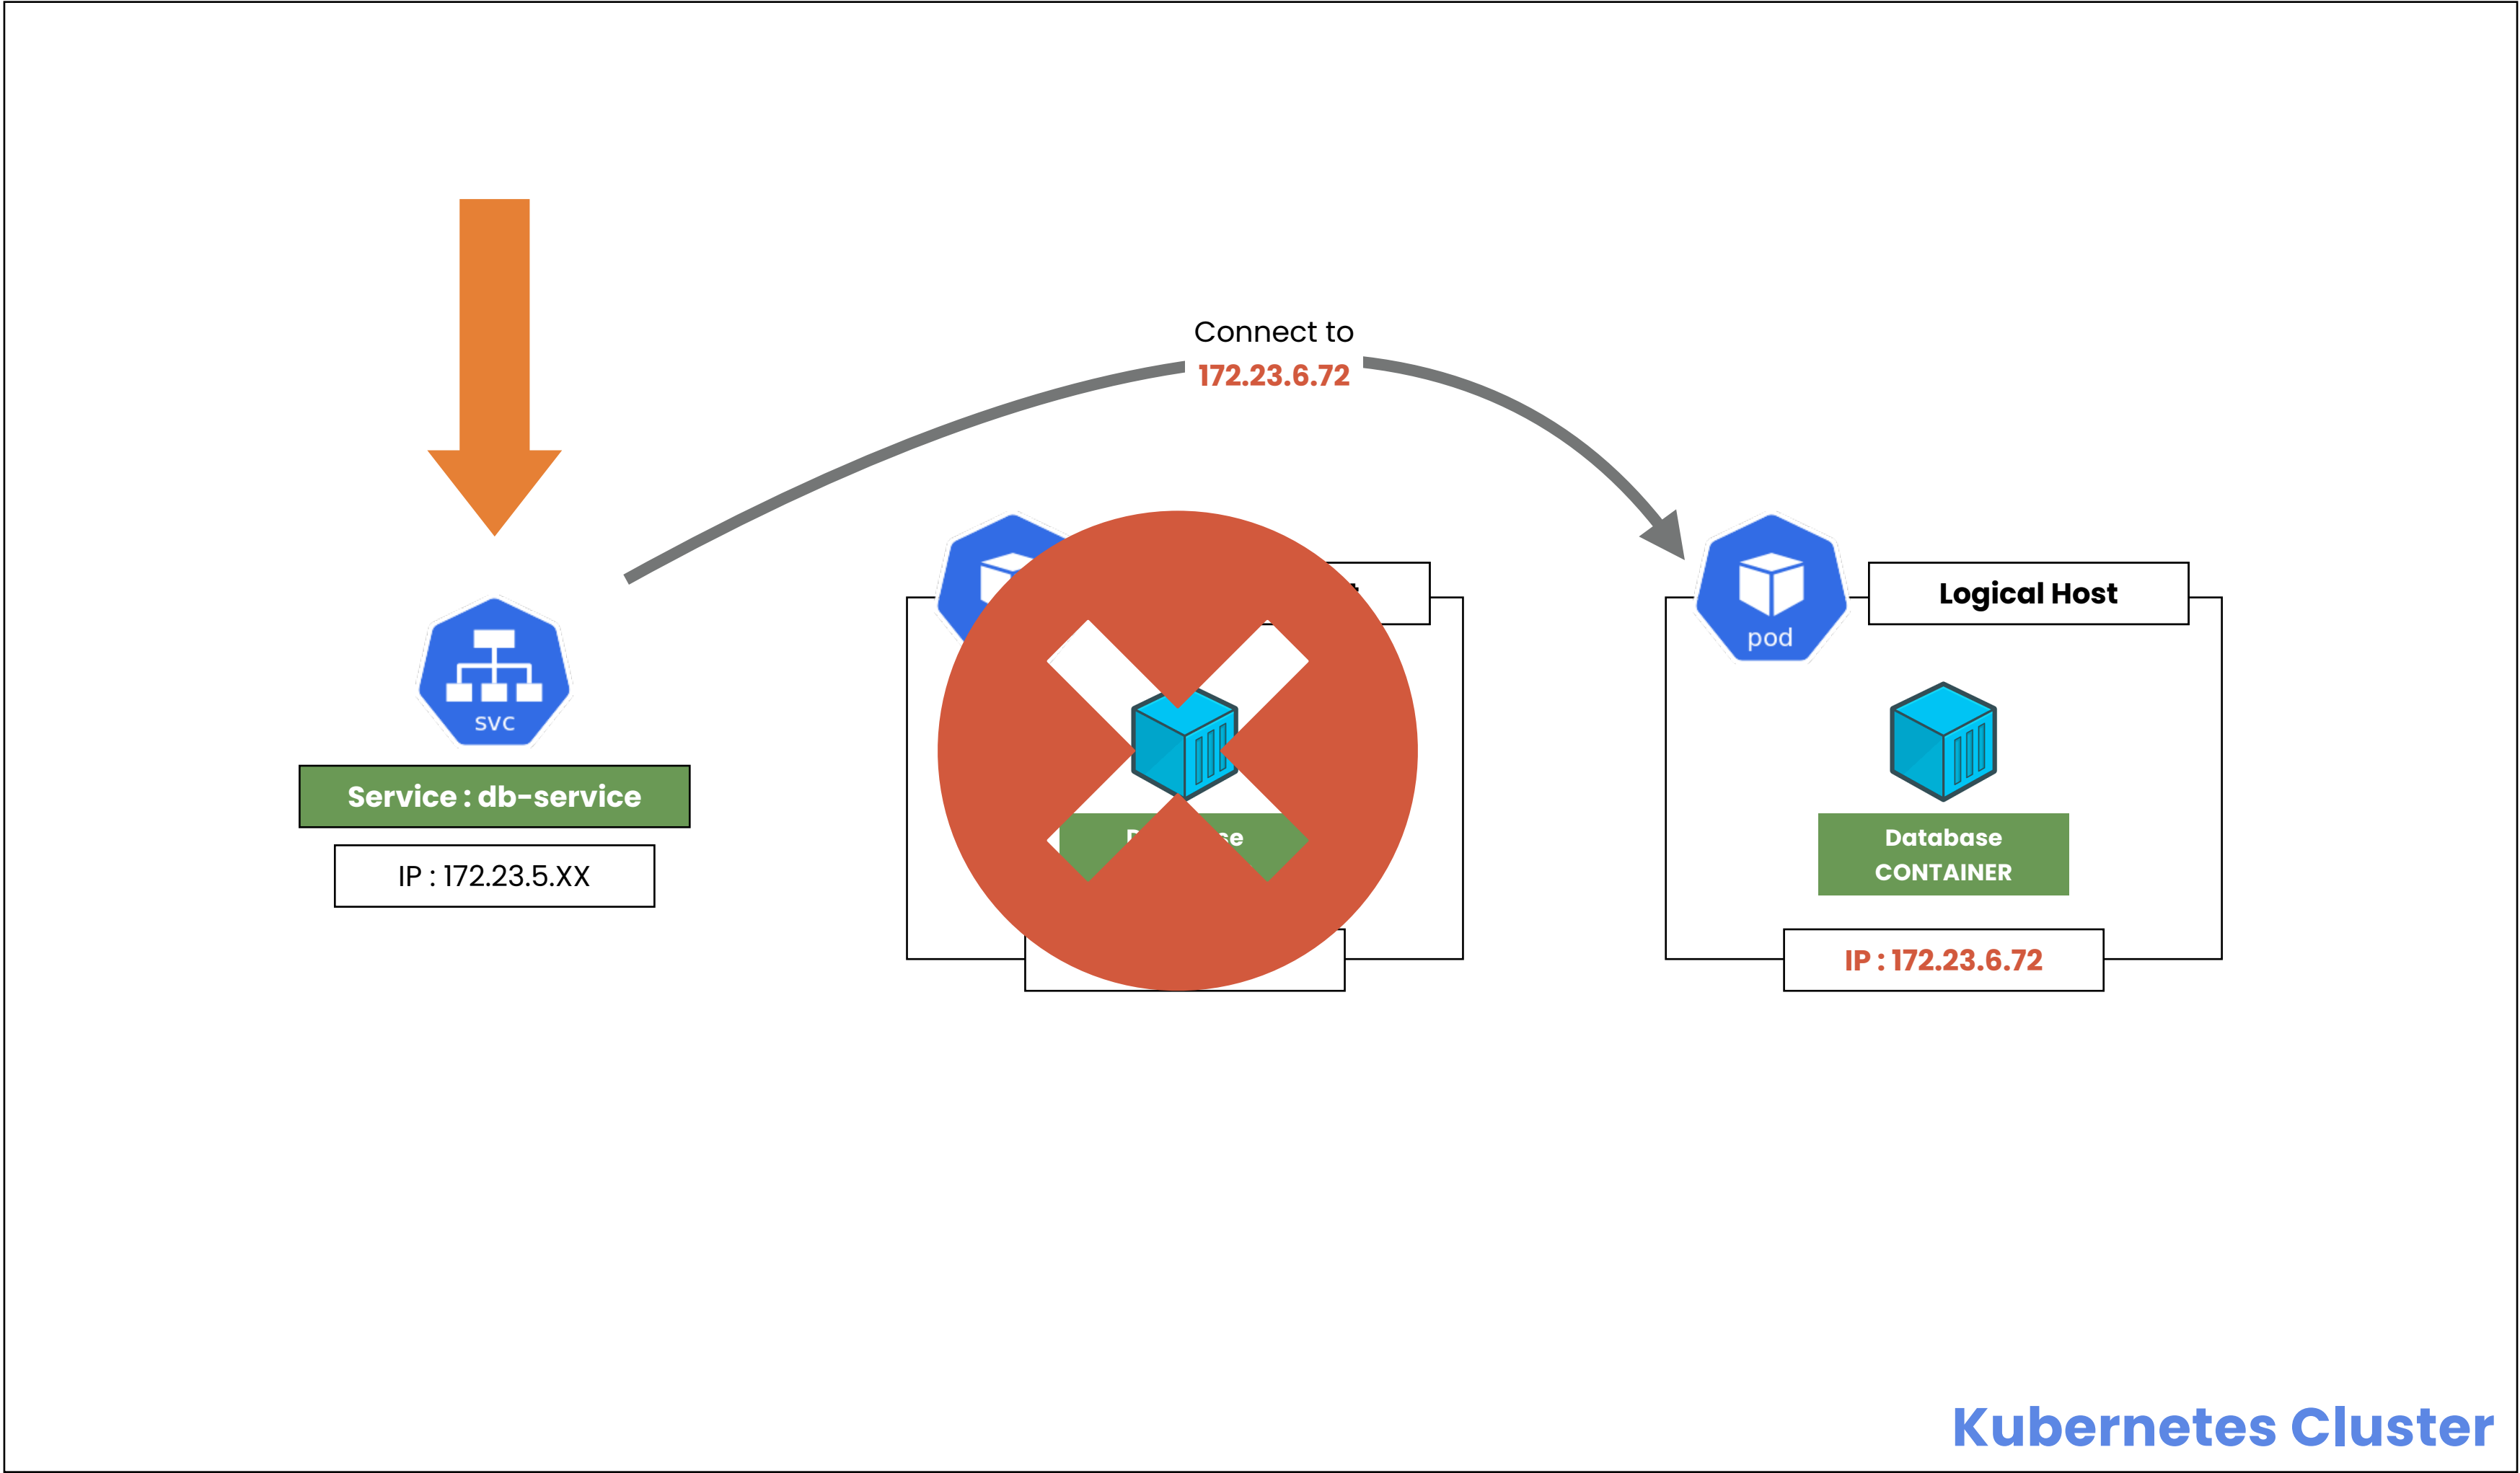 Connect to
172.23.6.72
svc
Service : db-service
IP : 172.23.5.XX
pod
Logical Host
Database
CONTAINER
IP : 172.23.6.72
Kubernetes Cluster